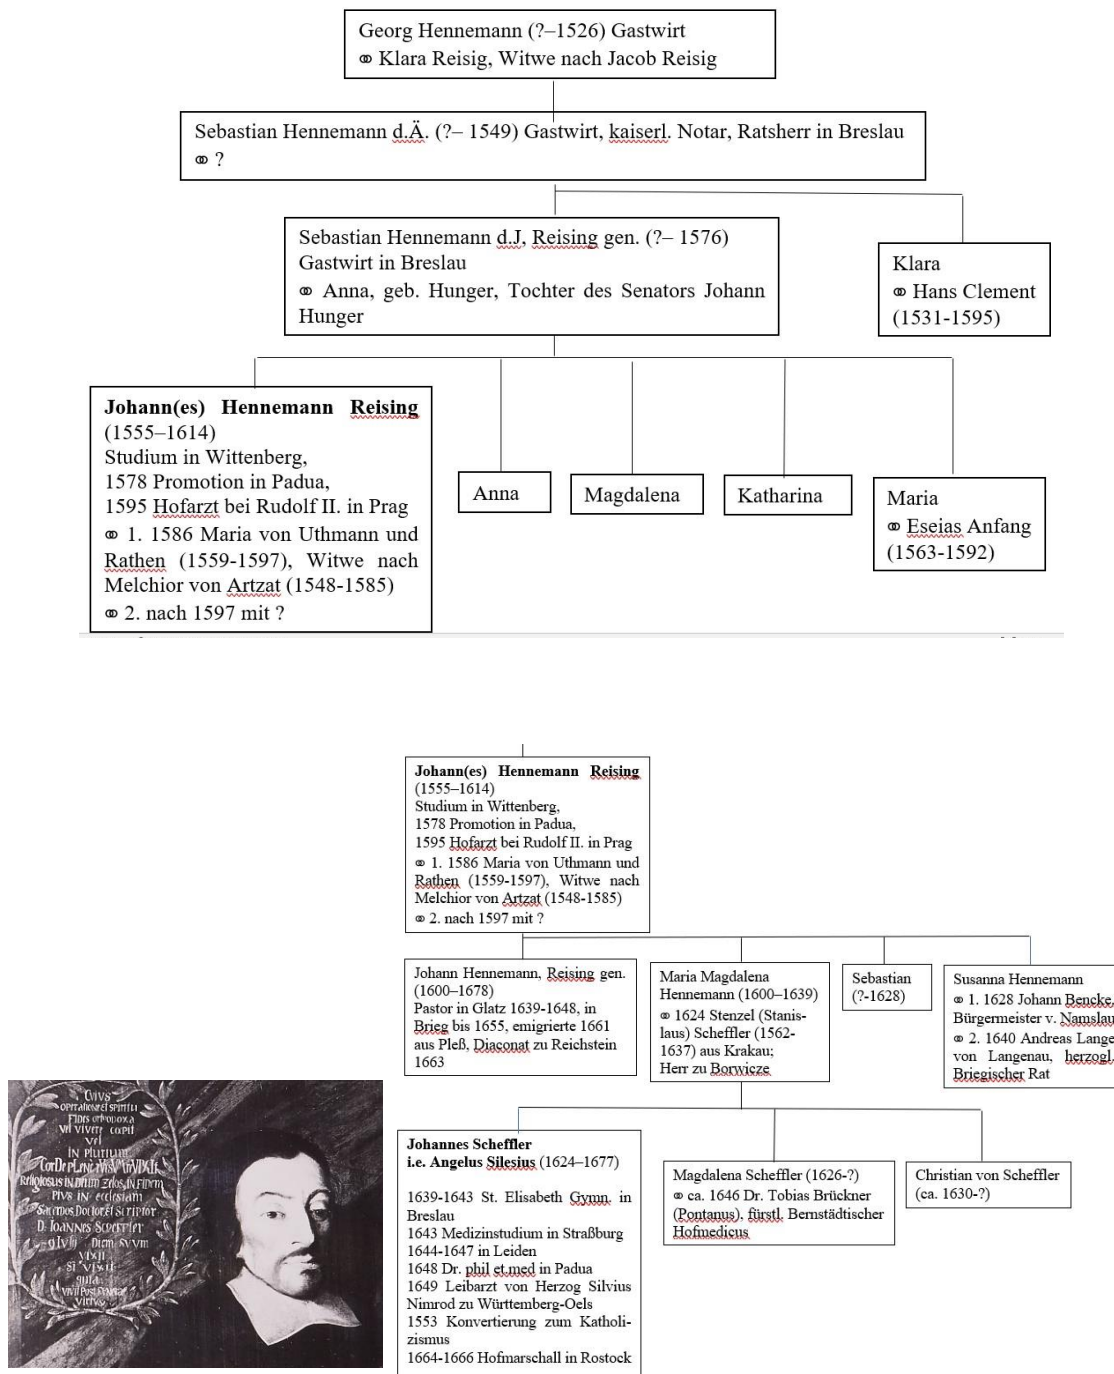 Georg Hennemann (?–1526) Gastwirt
⚭ Klara Reisig, Witwe nach Jacob Reisig
Sebastian Hennemann d.Ä. (?– 1549) Gastwirt, kaiserl. Notar, Ratsherr in Breslau
⚭ ?
Sebastian Hennemann d.J, Reising gen. (?– 1576)
Gastwirt in Breslau
⚭ Anna, geb. Hunger, Tochter des Senators Johann
Hunger
Klara
⚭ Hans Clement
(1531-1595)
Johann(es) Hennemann Reising
(1555–1614)
Studium in Wittenberg,
1578 Promotion in Padua,
1595 Hofarzt bei Rudolf II. in Prag
⚭ 1. 1586 Maria von Uthmann und
Rathen (1559-1597), Witwe nach
Melchior von Artzat (1548-1585)
⚭ 2. nach 1597 mit ?
Anna
Magdalena
Katharina
Maria
⚭ Eseias Anfang
(1563-1592)
Johann(es) Hennemann Reising
(1555–1614)
Studium in Wittenberg,
1578 Promotion in Padua,
1595 Hofarzt bei Rudolf II. in Prag
⚭ 1. 1586 Maria von Uthmann und
Rathen (1559-1597), Witwe nach
Melchior von Artzat (1548-1585)
⚭ 2. nach 1597 mit ?
Johann Hennemann, Reising gen.
(1600–1678)
Pastor in Glatz 1639-1648, in
Brieg bis 1655, emigrierte 1661
aus Pleß, Diaconat zu Reichstein
1663
Maria Magdalena
Hennemann (1600–1639)
⚭ 1624 Stenzel (Stanis-
laus) Scheffler (1562-
1637) aus Krakau;
Herr zu Borwicze
Sebastian
(?-1628)
Susanna Hennemann
⚭ 1. 1628 Johann Bencke,
Bürgermeister v. Namslau
⚭ 2. 1640 Andreas Lange
von Langenau, herzogl.
Briegischer Rat
Johannes Scheffler
i.e. Angelus Silesius (1624–1677)
1639-1643 St. Elisabeth Gymn. in
Breslau
1643 Medizinstudium in Straßburg
1644-1647 in Leiden
1648 Dr. phil et.med in Padua
1649 Leibarzt von Herzog Silvius
Nimrod zu Württemberg-Oels
1553 Konvertierung zum Katholi-
zismus
1664-1666 Hofmarschall in Rostock
Magdalena Scheffler (1626-?)
⚭ ca. 1646 Dr. Tobias Brückner
(Pontanus), fürstl. Bernstädtischer
Hofmedicus
Christian von Scheffler
(ca. 1630-?)
CVIVS
FIDES
VEL VIVERE
VEL
IN
PIVS IN ecclesiam
D. IOANNES
SI VIXIT